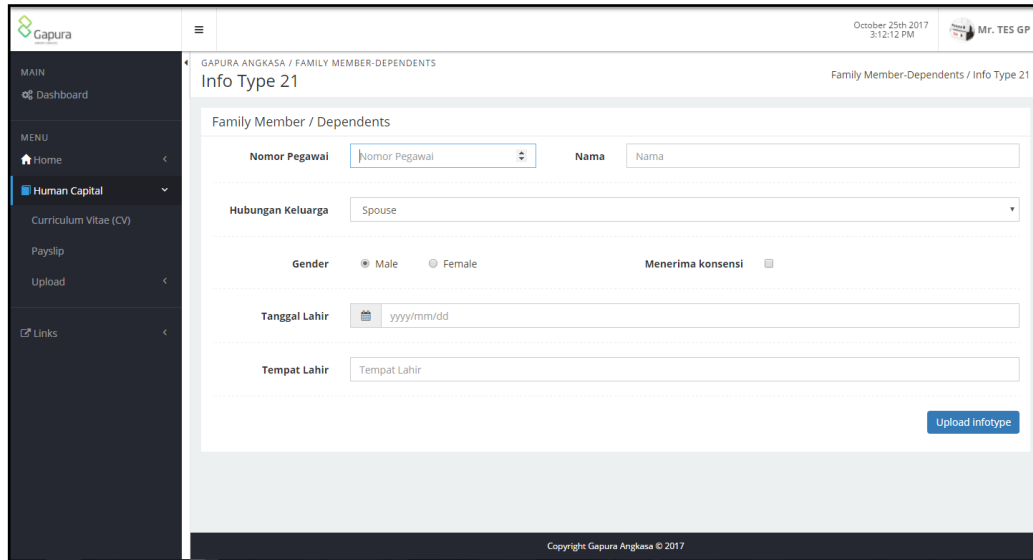 Gapura
October 25th 2017
3:12:12 PM
Mr. TES GP
MAIN
Dashboard
MENU
Home
Human Capital
Curriculum Vitae (CV)
Payslip
Upload
Links
GAPURA ANGKASA / FAMILY MEMBER-DEPENDENTS
Info Type 21
Family Member-Dependents / Info Type 21
Family Member / Dependents
Nomor Pegawai Nomor Pegawai Nama Nama
Hubungan Keluarga Spouse
Gender Male Female Menerima konsensi
Tanggal Lahir yyyy/mm/dd
Tempat Lahir Tempat Lahir
Upload infotype
Copyright Gapura Angkasa © 2017